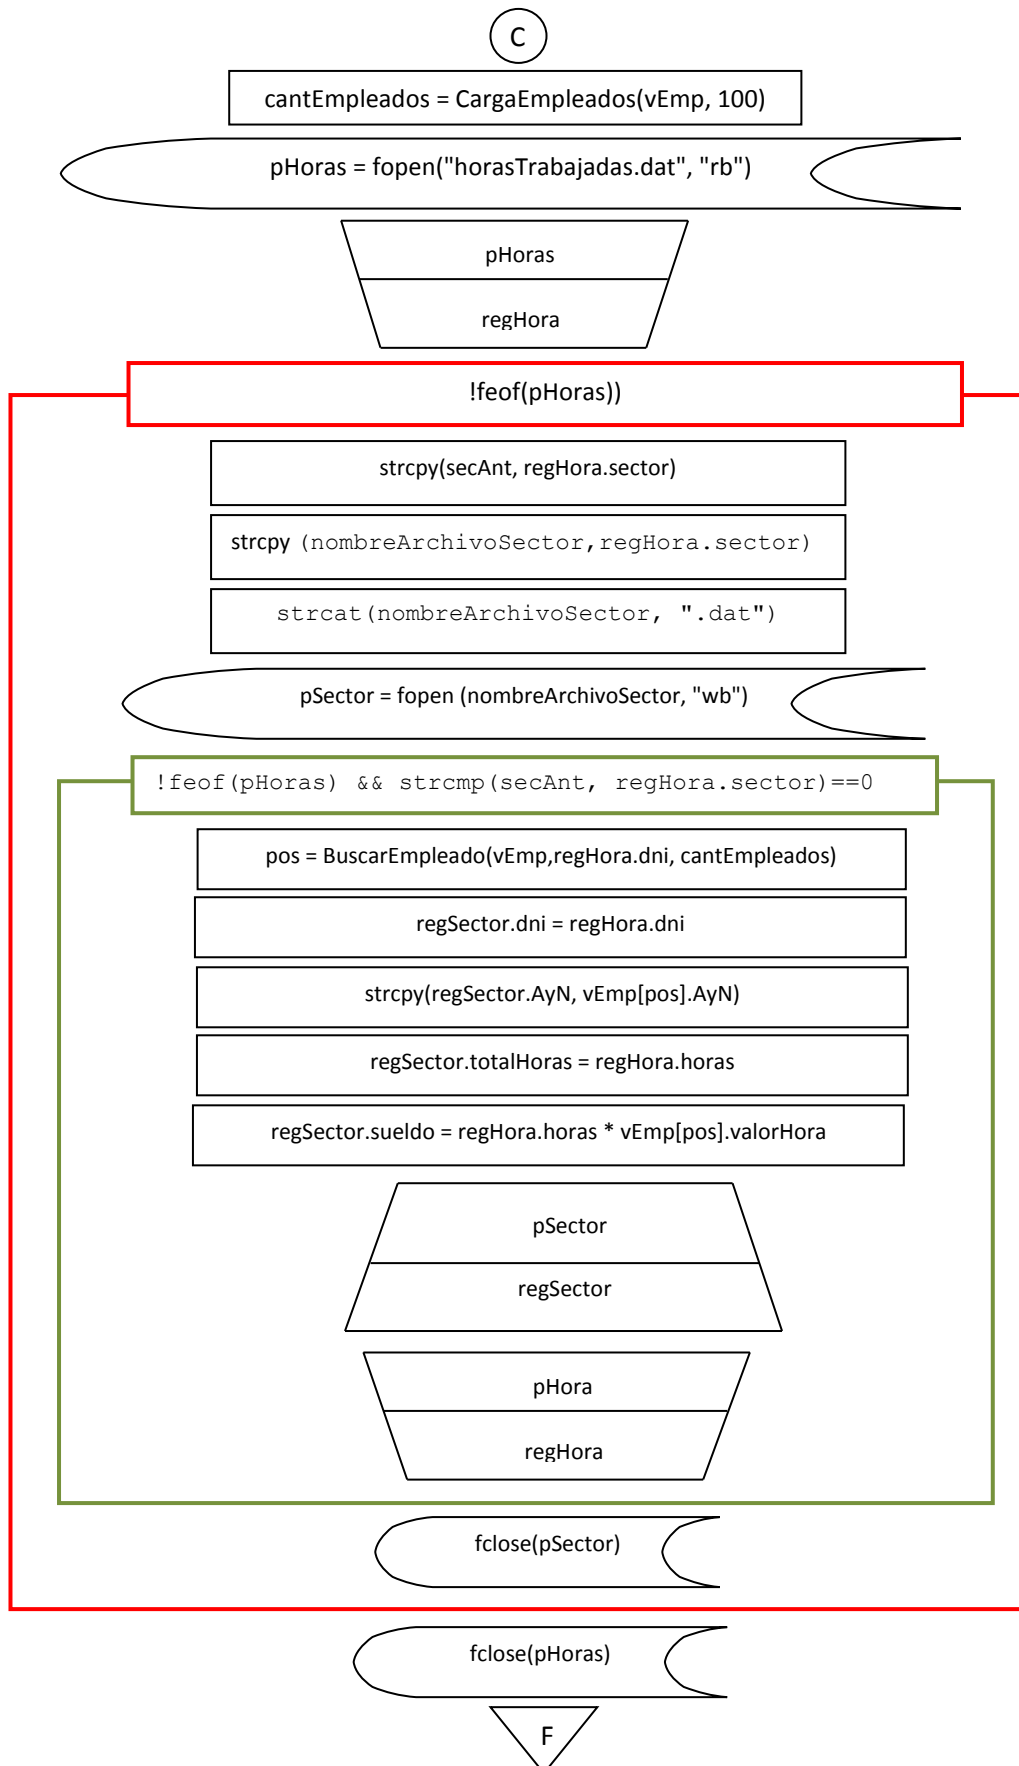 C
cantEmpleados = CargaEmpleados(vEmp, 100)
pHoras = fopen("horasTrabajadas.dat", "rb")
pHoras
regHora
!feof(pHoras))
strcpy(secAnt, regHora.sector)
strcpy (nombreArchivoSector,regHora.sector)
strcat(nombreArchivoSector, ".dat")
pSector = fopen (nombreArchivoSector, "wb")
!feof(pHoras) && strcmp(secAnt, regHora.sector)==0
pos = BuscarEmpleado(vEmp,regHora.dni, cantEmpleados)
regSector.dni = regHora.dni
strcpy(regSector.AyN, vEmp[pos].AyN)
regSector.totalHoras = regHora.horas
regSector.sueldo = regHora.horas * vEmp[pos].valorHora
pSector
regSector
pHora
regHora
fclose(pSector)
fclose(pHoras)
F